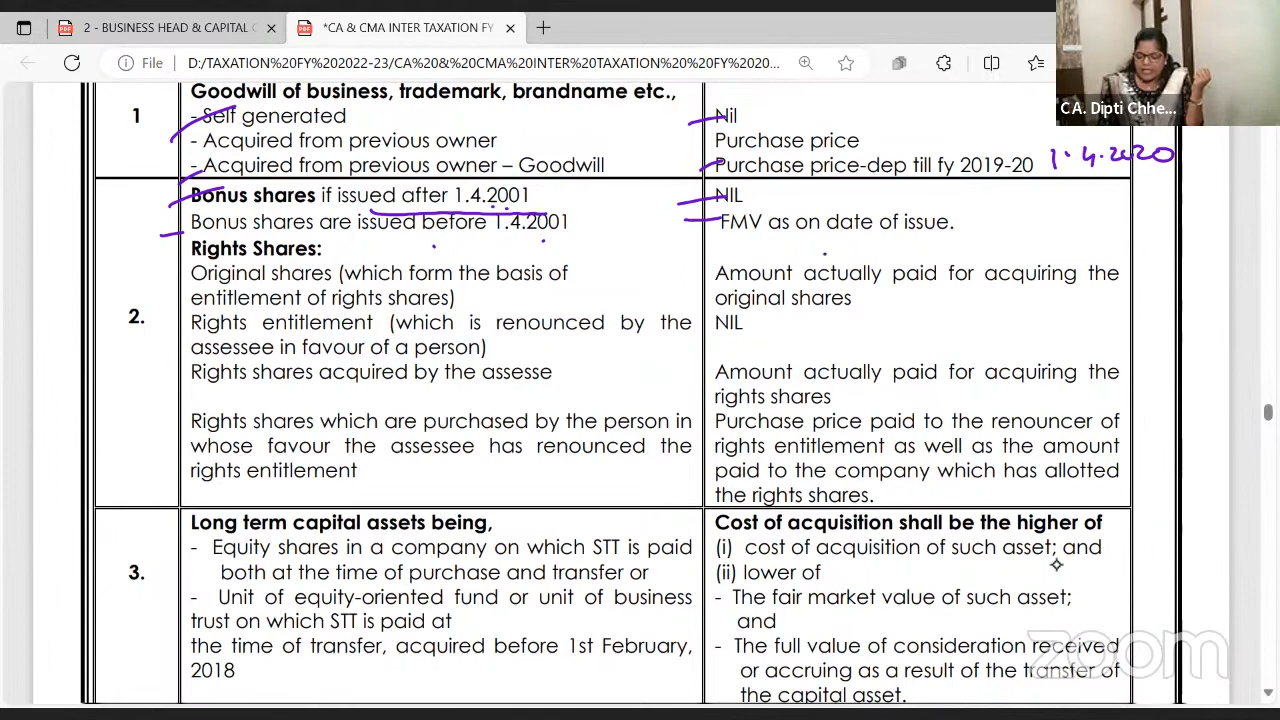 2 - BUSINESS HEAD & CAPITAL
*CA & CMA INTER TAXATION FY
File
D:/TAXATION%20FY%202022-23/CA%20%20CMA%20INTER%20TAXATION%20%20FY%2020...
C A. Dipti Chhe...
Goodwill of business, trademark, brandname etc.,
1
- Self generated
Nil
- Acquired from previous owner
Purchase price
- Acquired from previous owner – Goodwill
Purchase price-dep till fy 2019-20
1.4.2020
Bonus shares if issued after 1.4.2001
NIL
Bonus shares are issued before 1.4.2001
FMV as on date of issue.
2.
Rights Shares:
Original shares (which form the basis of
entitlement of rights shares)
Amount actually paid for acquiring the
original shares
Rights entitlement (which is renounced by the
assessee in favour of a person)
NIL
Rights shares acquired by the assesse
Amount actually paid for acquiring the
rights shares
Rights shares which are purchased by the person in
whose favour the assessee has renounced the
rights entitlement
Purchase price paid to the renouncer of
rights entitlement as well as the amount
paid to the company which has allotted
the rights shares.
3.
Long term capital assets being,
- Equity shares in a company on which STT is paid
both at the time of purchase and transfer or
- Unit of equity-oriented fund or unit of business
trust on which STT is paid at
the time of transfer, acquired before 1st February,
2018
Cost of acquisition shall be the higher of
(i) cost of acquisition of such asset; and
(ii) lower of
- The fair market value of such asset;
and
- The full value of consideration received
or accruing as a result of the transfer of
the capital asset.
zoom